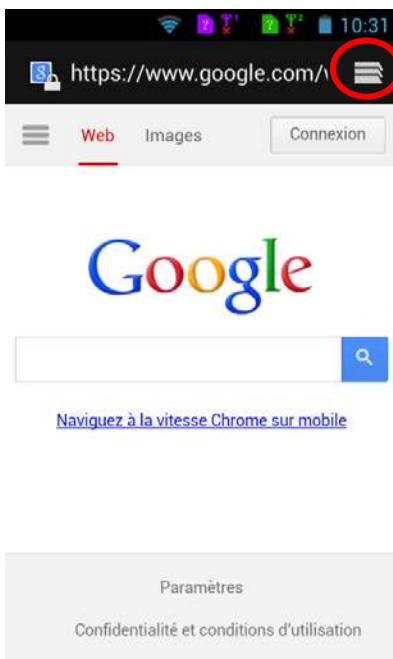 10:31
https://www.google.com/
Web Images Connexion
Google
Naviguez à la vitesse Chrome sur mobile
Paramètres
Confidentialité et conditions d'utilisation